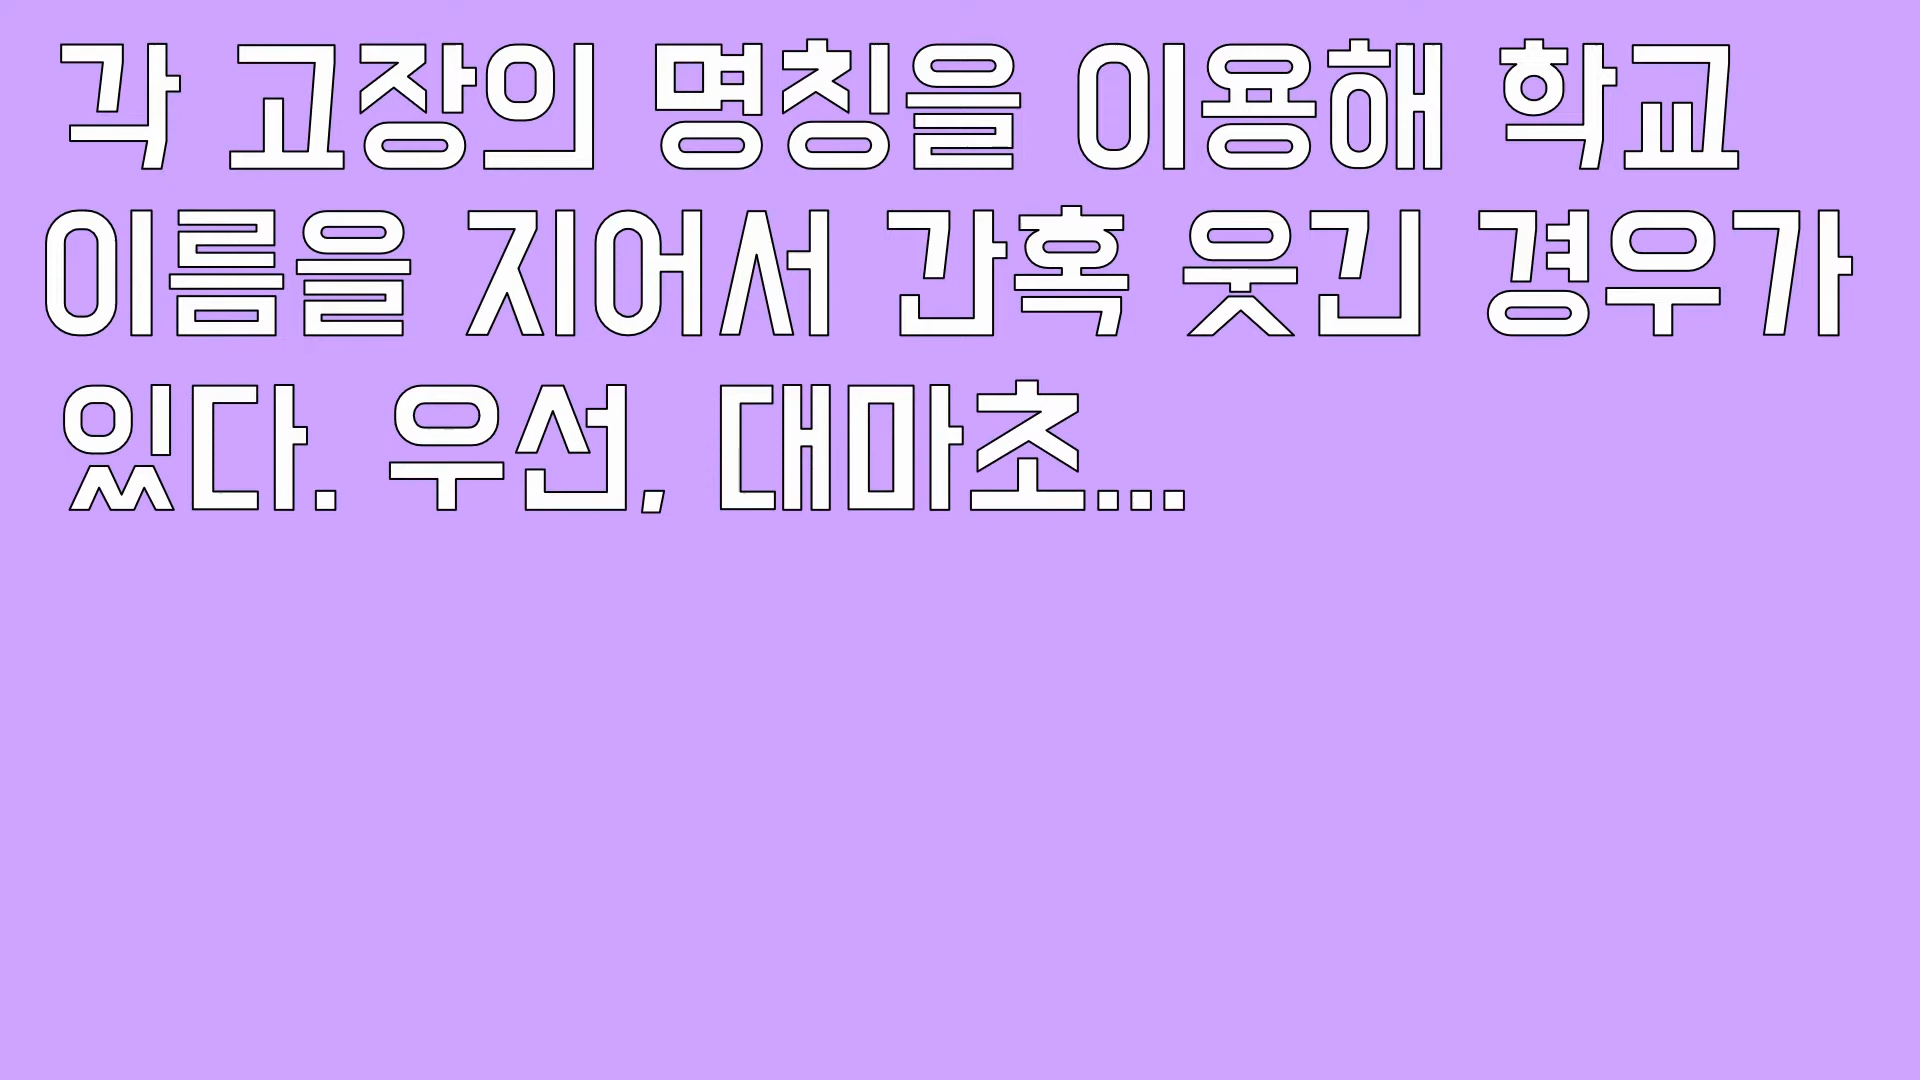 각 고장의 명칭을 이용해 학교
이름을 지어서 간혹 웃긴 경우가
있다. 우선, 대마초...